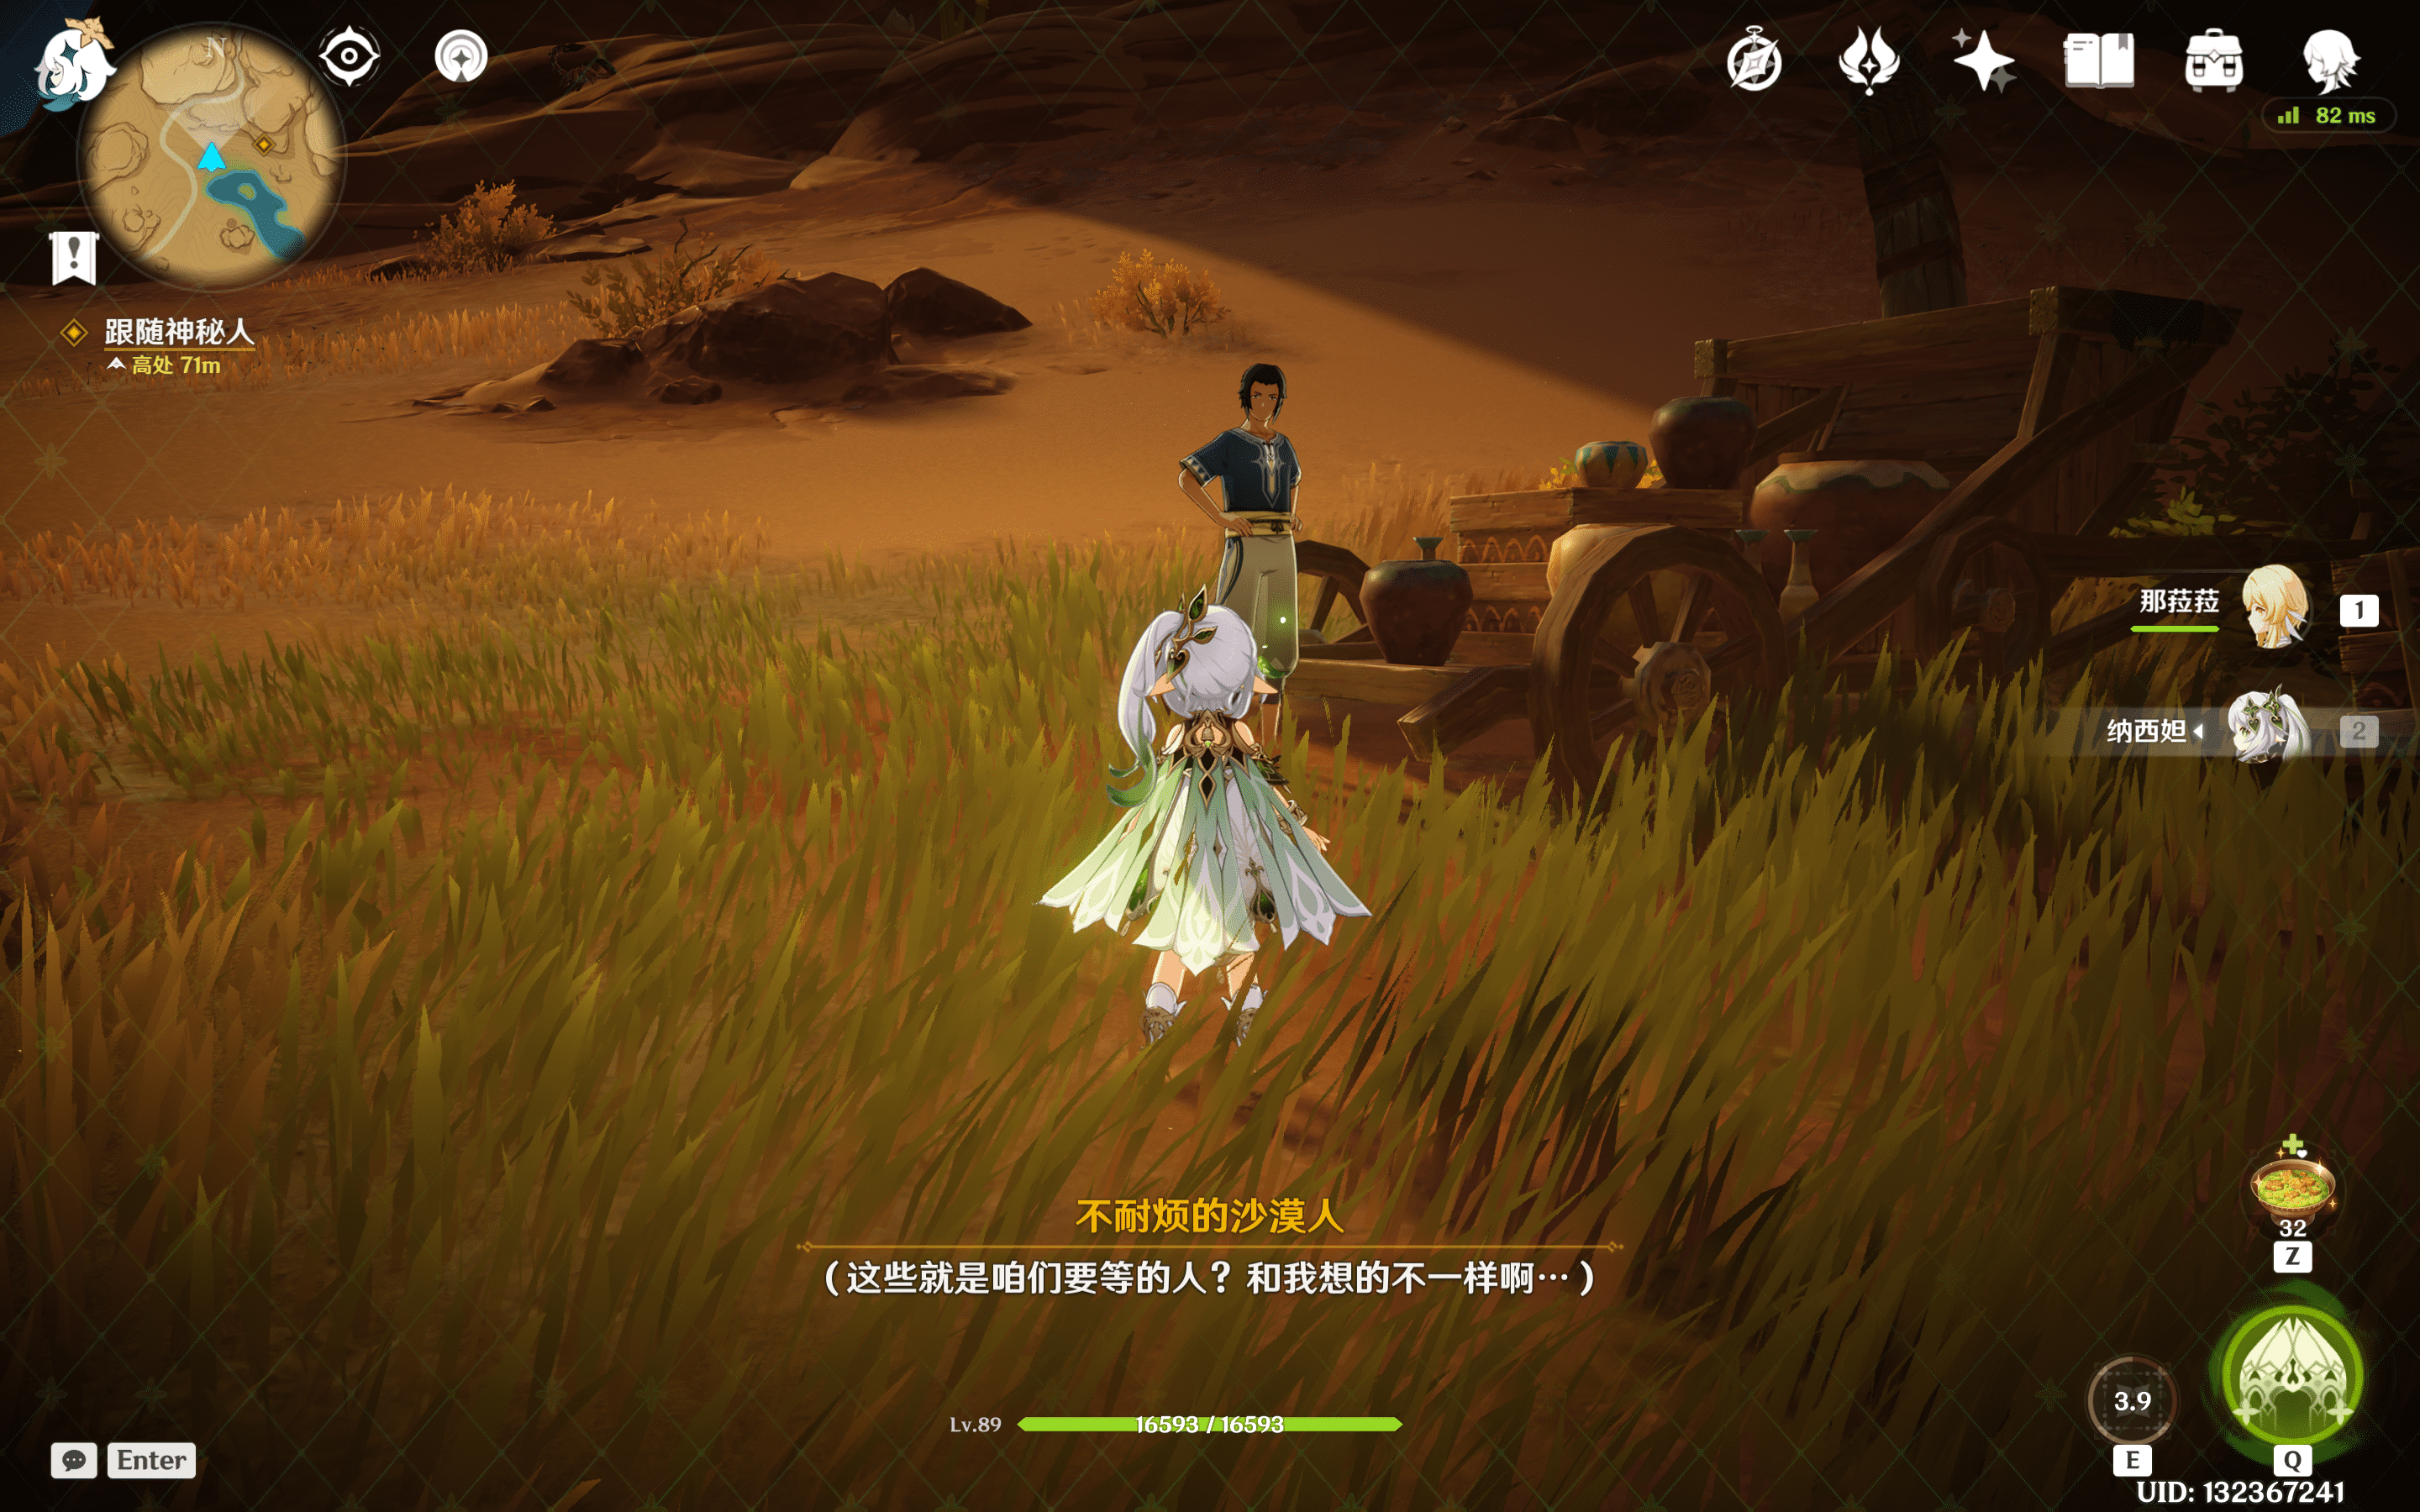 N
82 ms
跟随神秘人
高处 71m
那菈菈
1
纳西妲
2
不耐烦的沙漠人
（这些就是咱们要等的人？和我想的不一样啊…）
32
Z
3.9
Lv.89
16593 / 16593
Enter
E
Q
UID: 132367241